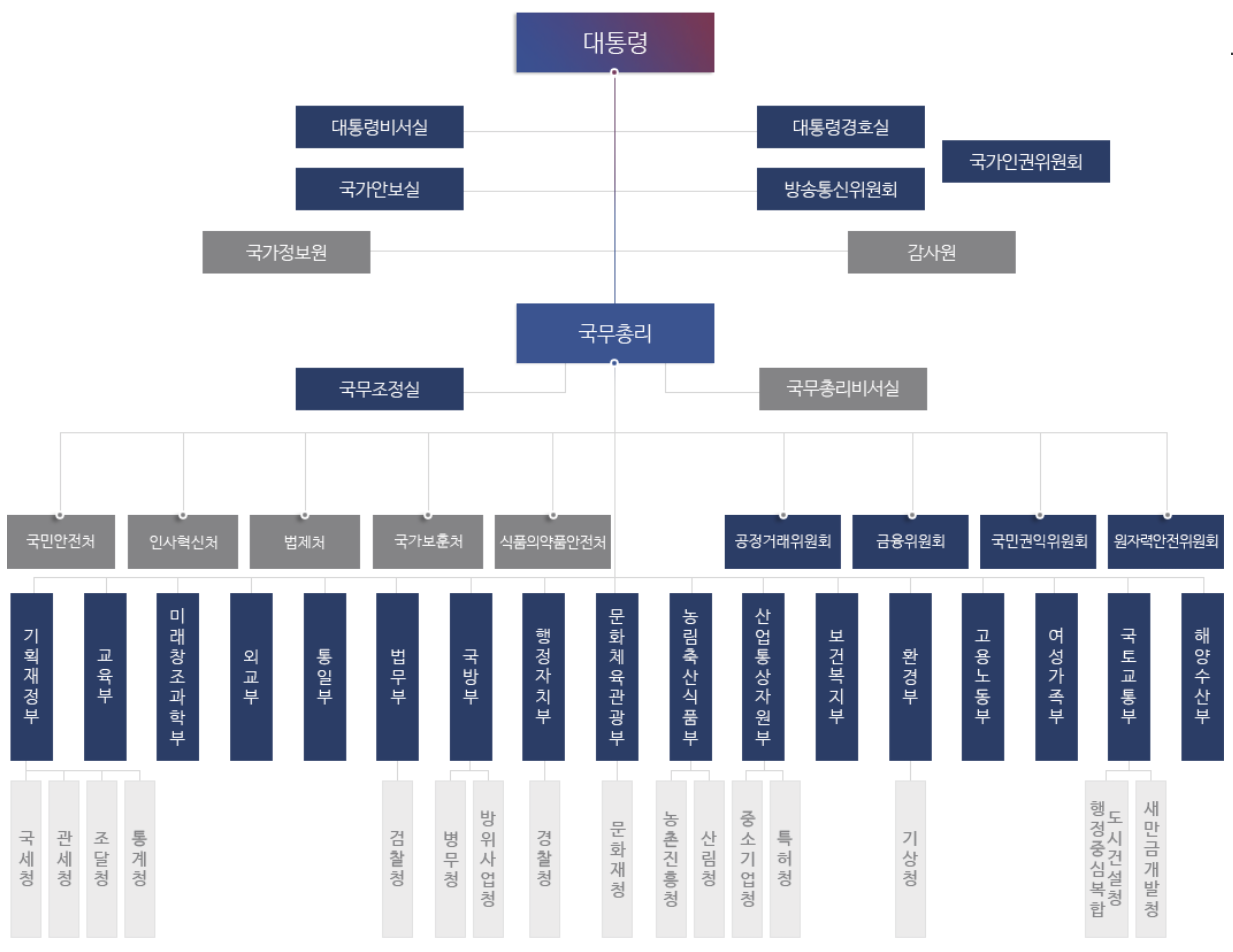 대통령
대통령비서실
대통령경호실
국가인권위원회
국가안보실
방송통신위원회
국가정보원
감사원
국무총리
국무조정실
국무총리비서실
국민안전처
인사혁신처
법제처
국가보훈처
식품의약품안전처
공정거래위원회
금융위원회
국민권익위원회
원자력안전위원회
기획재정부
교육부
미래창조과학부
외교부
통일부
법무부
국방부
행정자치부
문화체육관광부
농림축산식품부
산업통상자원부
보건복지부
환경부
고용노동부
여성가족부
국토교통부
해양수산부
국세청
관세청
조달청
통계청
검찰청
병무청
방위사업청
경찰청
문화재청
농촌진흥청
산림청
중소기업청
특허청
기상청
행정중심복합
도시건설청
새만금개발청